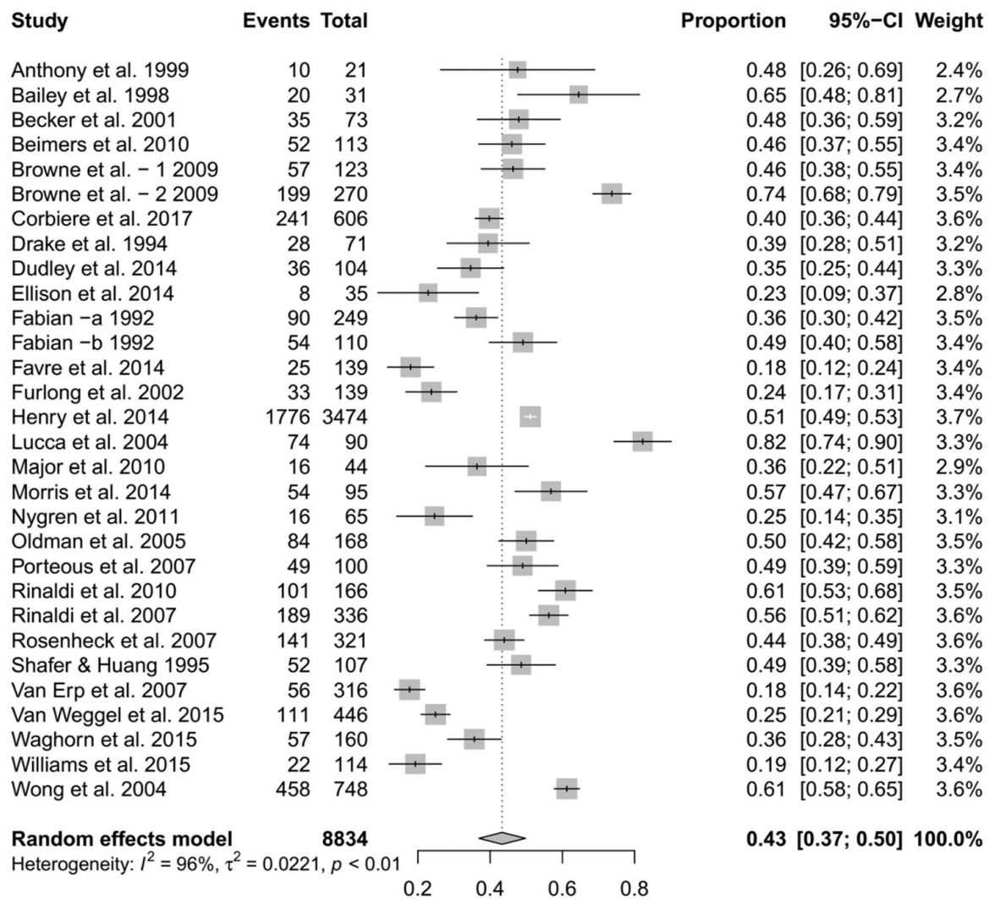 Study Events Total Proportion 95%−CI Weight
Anthony et al. 1999 10 21 0.48 [0.26; 0.69] 2.4%
Bailey et al. 1998 20 31 0.65 [0.48; 0.81] 2.7%
Becker et al. 2001 35 73 0.48 [0.36; 0.59] 3.2%
Beimers et al. 2010 52 113 0.46 [0.37; 0.55] 3.4%
Browne et al. − 1 2009 57 123 0.46 [0.38; 0.55] 3.4%
Browne et al. − 2 2009 199 270 0.74 [0.68; 0.79] 3.5%
Corbiere et al. 2017 241 606 0.40 [0.36; 0.44] 3.6%
Drake et al. 1994 28 71 0.39 [0.28; 0.51] 3.2%
Dudley et al. 2014 36 104 0.35 [0.25; 0.44] 3.3%
Ellison et al. 2014 8 35 0.23 [0.09; 0.37] 2.8%
Fabian −a 1992 90 249 0.36 [0.30; 0.42] 3.5%
Fabian −b 1992 54 110 0.49 [0.40; 0.58] 3.4%
Favre et al. 2014 25 139 0.18 [0.12; 0.24] 3.4%
Furlong et al. 2002 33 139 0.24 [0.17; 0.31] 3.4%
Henry et al. 2014 1776 3474 0.51 [0.49; 0.53] 3.7%
Lucca et al. 2004 74 90 0.82 [0.74; 0.90] 3.3%
Major et al. 2010 16 44 0.36 [0.22; 0.51] 2.9%
Morris et al. 2014 54 95 0.57 [0.47; 0.67] 3.3%
Nygren et al. 2011 16 65 0.25 [0.14; 0.35] 3.1%
Oldman et al. 2005 84 168 0.50 [0.42; 0.58] 3.5%
Porteous et al. 2007 49 100 0.49 [0.39; 0.59] 3.3%
Rinaldi et al. 2010 101 166 0.61 [0.53; 0.68] 3.5%
Rinaldi et al. 2007 189 336 0.56 [0.51; 0.62] 3.6%
Rosenheck et al. 2007 141 321 0.44 [0.38; 0.49] 3.6%
Shafer & Huang 1995 52 107 0.49 [0.39; 0.58] 3.3%
Van Erp et al. 2007 56 316 0.18 [0.14; 0.22] 3.6%
Van Weggel et al. 2015 111 446 0.25 [0.21; 0.29] 3.6%
Waghorn et al. 2015 57 160 0.36 [0.28; 0.43] 3.5%
Williams et al. 2015 22 114 0.19 [0.12; 0.27] 3.4%
Wong et al. 2004 458 748 0.61 [0.58; 0.65] 3.6%
Random effects model 8834 0.43 [0.37; 0.50] 100.0%
Heterogeneity: I² = 96%, τ² = 0.0221, p < 0.01
0.2 0.4 0.6 0.8